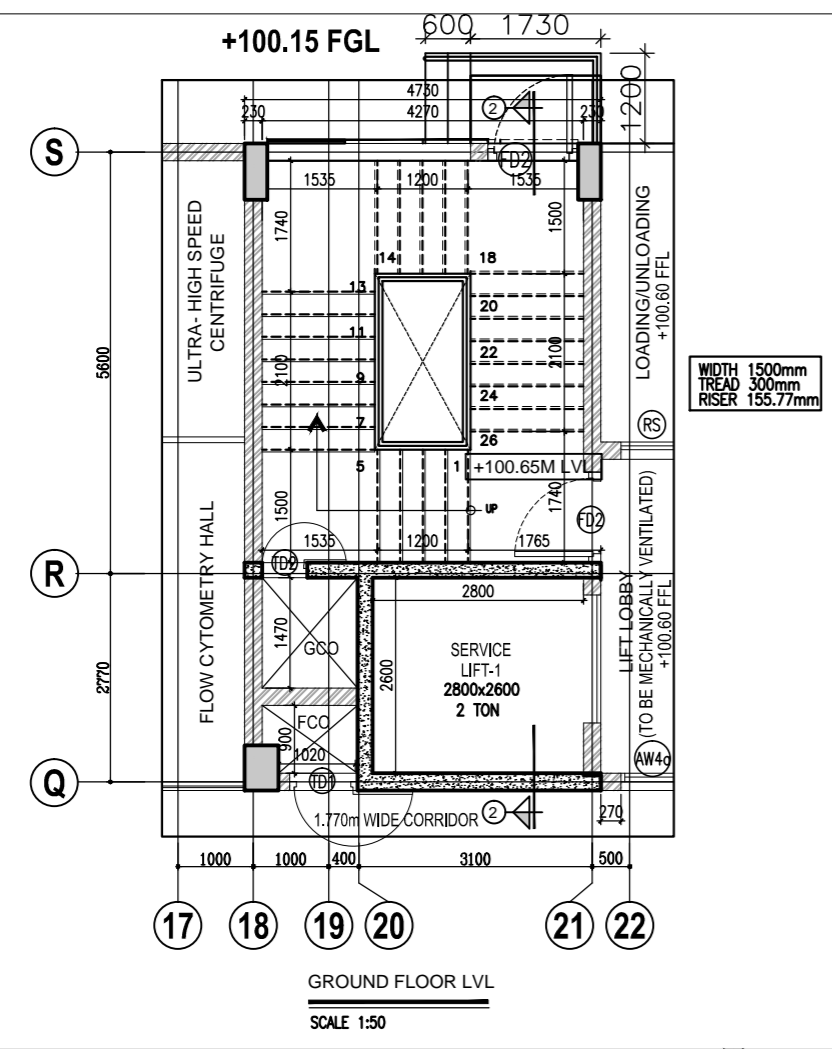 +100.15 FGL
600 1730
1200
4730
230 4270 230
2
S
FD2
1535 1200 1535
1740
1500
14 18
13
20
11
22
9
24
7
26
5 1
2100
2100
+100.65M LVL
ULTRA- HIGH SPEED
CENTRIFUGE
LOADING/UNLOADING
+100.60 FFL
WIDTH 1500mm
TREAD 300mm
RISER 155.77mm
RS
5600
1500
1740
UP
FD2
1535 1200 1765
R
2800
FLOW CYTOMETRY HALL
LIFT LOBBY
(TO BE MECHANICALLY VENTILATED)
+100.60 FFL
1470
GCO
2600
SERVICE
LIFT-1
2800x2600
2 TON
2770
FCO
900
1020
AW4d
Q
TD1
2
270
1.770m WIDE CORRIDOR
1000 1000 400 3100 500
17 18 19 20 21 22
GROUND FLOOR LVL
SCALE 1:50